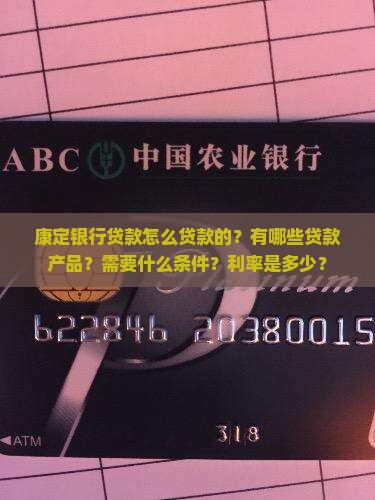 ABC 中国农业银行
康定银行贷款怎么贷款的？有哪些贷款
产品？需要什么条件？利率是多少？
Platinum
622846 20380015
◄ATM
318